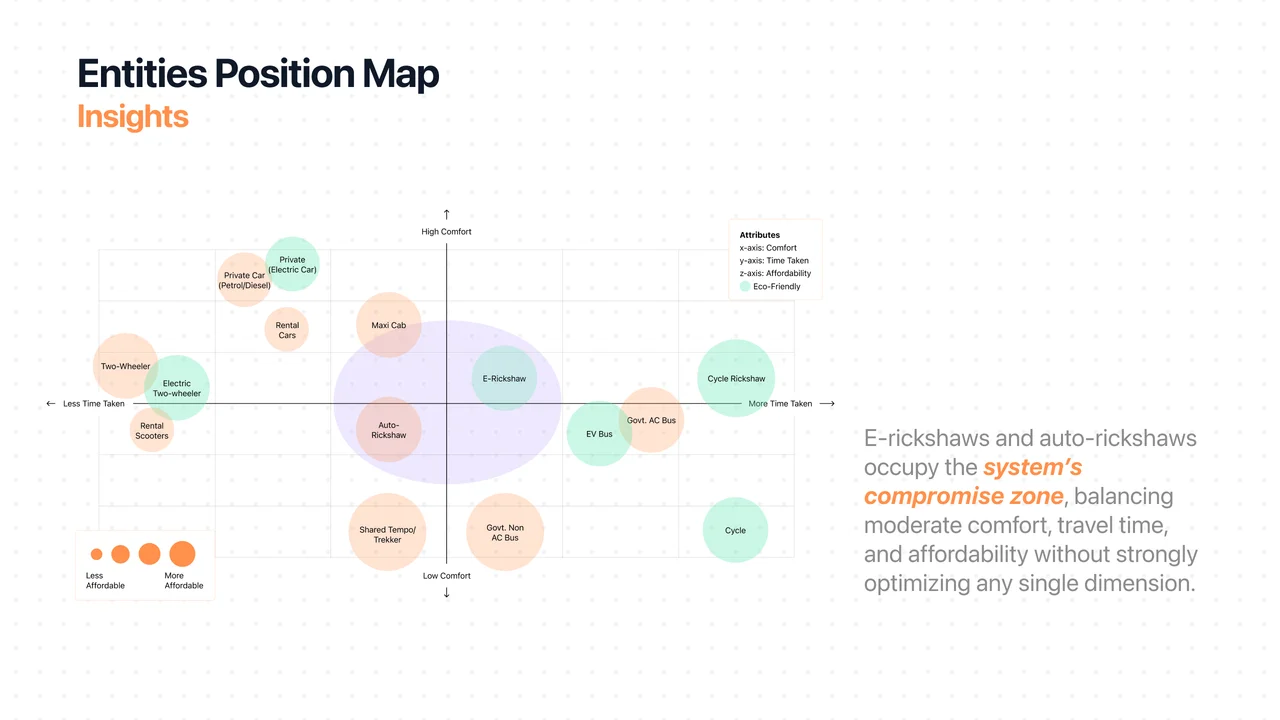 Entities Position Map
Insights
High Comfort
Attributes
x-axis: Comfort
y-axis: Time Taken
z-axis: Affordability
Eco-Friendly
Private
(Electric Car)
Private Car
(Petrol/Diesel)
Rental
Cars
Maxi Cab
Two-Wheeler
Electric
Two-wheeler
E-Rickshaw
Cycle Rickshaw
Less Time Taken
More Time Taken
Rental
Scooters
Auto-
Rickshaw
EV Bus
Govt. AC Bus
Shared Tempo/
Trekker
Govt. Non
AC Bus
Cycle
Less
Affordable
More
Affordable
Low Comfort
E-rickshaws and auto-rickshaws
occupy the system's
compromise zone, balancing
moderate comfort, travel time,
and affordability without strongly
optimizing any single dimension.